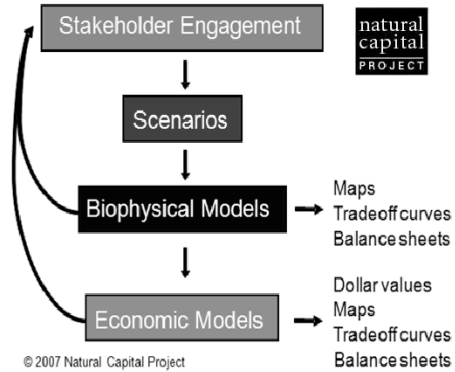 Stakeholder Engagement
natural
capital
PROJECT
Scenarios
Biophysical Models
Maps
Tradeoff curves
Balance sheets
Economic Models
Dollar values
Maps
Tradeoff curves
Balance sheets
© 2007 Natural Capital Project